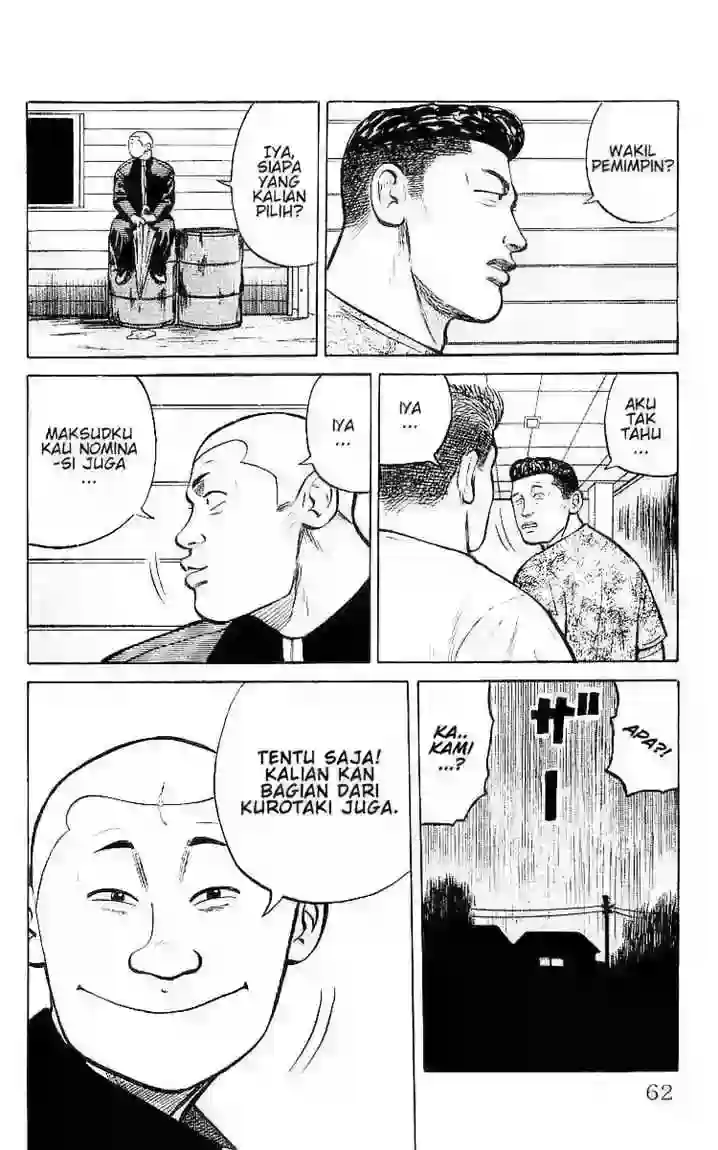 WAKIL
PEMIMPIN?
IYA,
SIAPA
YANG
KALIAN
PILIH?
AKU
TAK
TAHU
...
IYA
...
IYA
...
MAKSUDKU
KAU NOMINA
-SI JUGA
...
APA?!
KA..
KAMI
...?
ザー
TENTU SAJA!
KALIAN KAN
BAGIAN DARI
KUROTAKI JUGA.
62